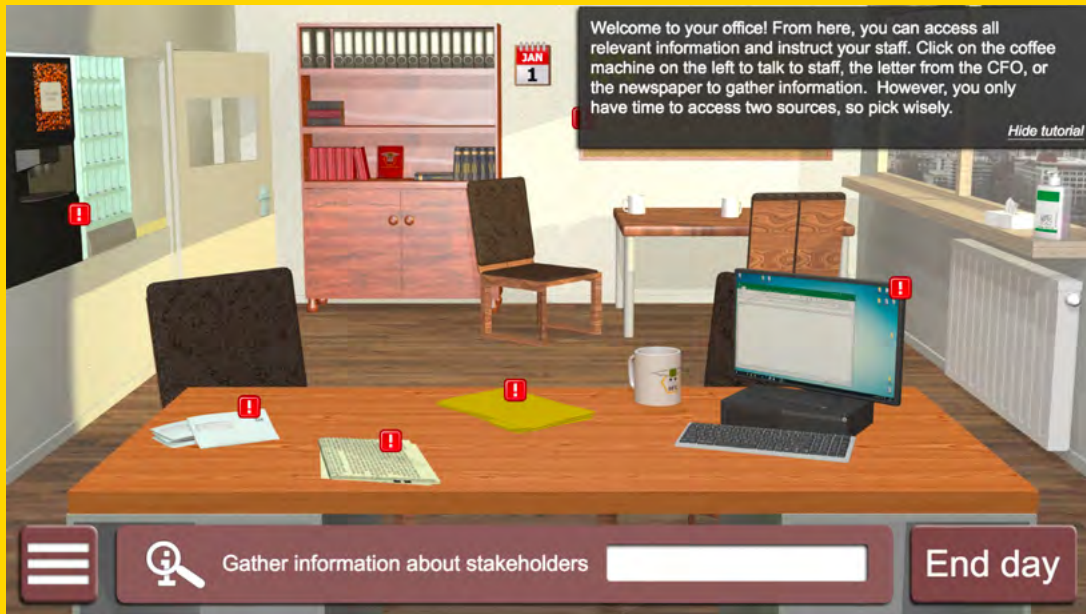 Welcome to your office! From here, you can access all
relevant information and instruct your staff. Click on the coffee
machine on the left to talk to staff, the letter from the CFO, or
the newspaper to gather information. However, you only
have time to access two sources, so pick wisely.
Hide tutorial
JAN
1
!
!
!
!
!
Gather information about stakeholders
End day